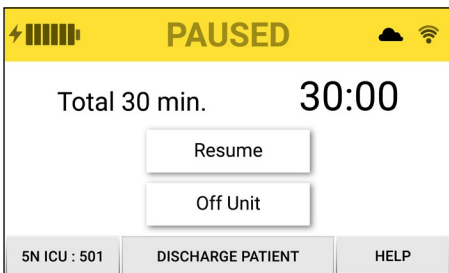 PAUSED
Total 30 min. 30:00
Resume
Off Unit
5N ICU : 501 DISCHARGE PATIENT HELP